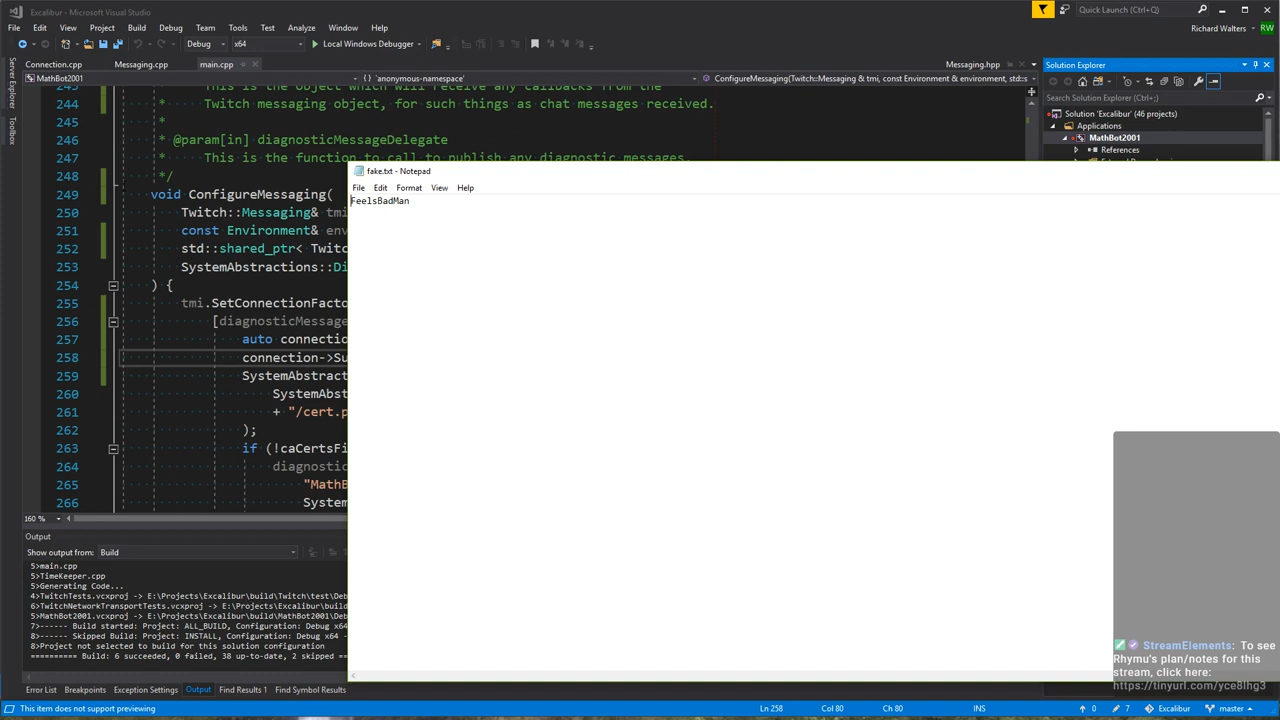 Excalibur - Microsoft Visual Studio
Quick Launch (Ctrl+Q)
File Edit View Project Build Debug Team Tools Test Analyze Window Help
Richard Walters RW
Debug x64 Local Windows Debugger
Connection.cpp Messaging.cpp main.cpp Messaging.hpp
MathBot2001 {} 'anonymous-namespace' ConfigureMessaging(Twitch::Messaging & tmi, const Environment & environment, std::s
Server Explorer
Toolbox
243 * This is the object which will receive any callbacks from the
244 * Twitch messaging object, for such things as chat messages received.
245 *
246 * @param[in] diagnosticMessageDelegate
247 * This is the function to call to publish any diagnostic messages.
248 */
249 void ConfigureMessaging(
250 Twitch::Messaging& tmi
251 const Environment& env
252 std::shared_ptr< Twitc
253 SystemAbstractions::Di
254 ) {
255 tmi.SetConnectionFacto
256 [diagnosticMessage
257 auto connectio
258 connection->Su
259 SystemAbstract
260 SystemAbst
261 + "/cert.p
262 );
263 if (!caCertsFi
264 diagnostic
265 "MathB
266 System
160 %
Solution Explorer
Search Solution Explorer (Ctrl+;)
Solution 'Excalibur' (46 projects)
Applications
MathBot2001
References
fake.txt - Notepad
File Edit Format View Help
FeelsBadMan
Output
Show output from: Build
5>main.cpp
5>TimeKeeper.cpp
5>Generating Code...
4>TwitchTests.vcxproj -> E:\Projects\Excalibur\build\Twitch\test\Deb
6>TwitchNetworkTransportTests.vcxproj -> E:\Projects\Excalibur\build
5>MathBot2001.vcxproj -> E:\Projects\Excalibur\build\MathBot2001\Deb
7>------ Build started: Project: ALL_BUILD, Configuration: Debug x64
8>------ Skipped Build: Project: INSTALL, Configuration: Debug x64 -
8>Project not selected to build for this solution configuration
========== Build: 6 succeeded, 0 failed, 38 up-to-date, 2 skipped ==
Error List Breakpoints Exception Settings Output Find Results 1 Find Symbol Results
StreamElements: To see
Rhymu's plan/notes for this
stream, click here:
https://tinyurl.com/yce8lhg3
This item does not support previewing Ln 258 Col 80 Ch 80 INS 0 7 Excalibur master